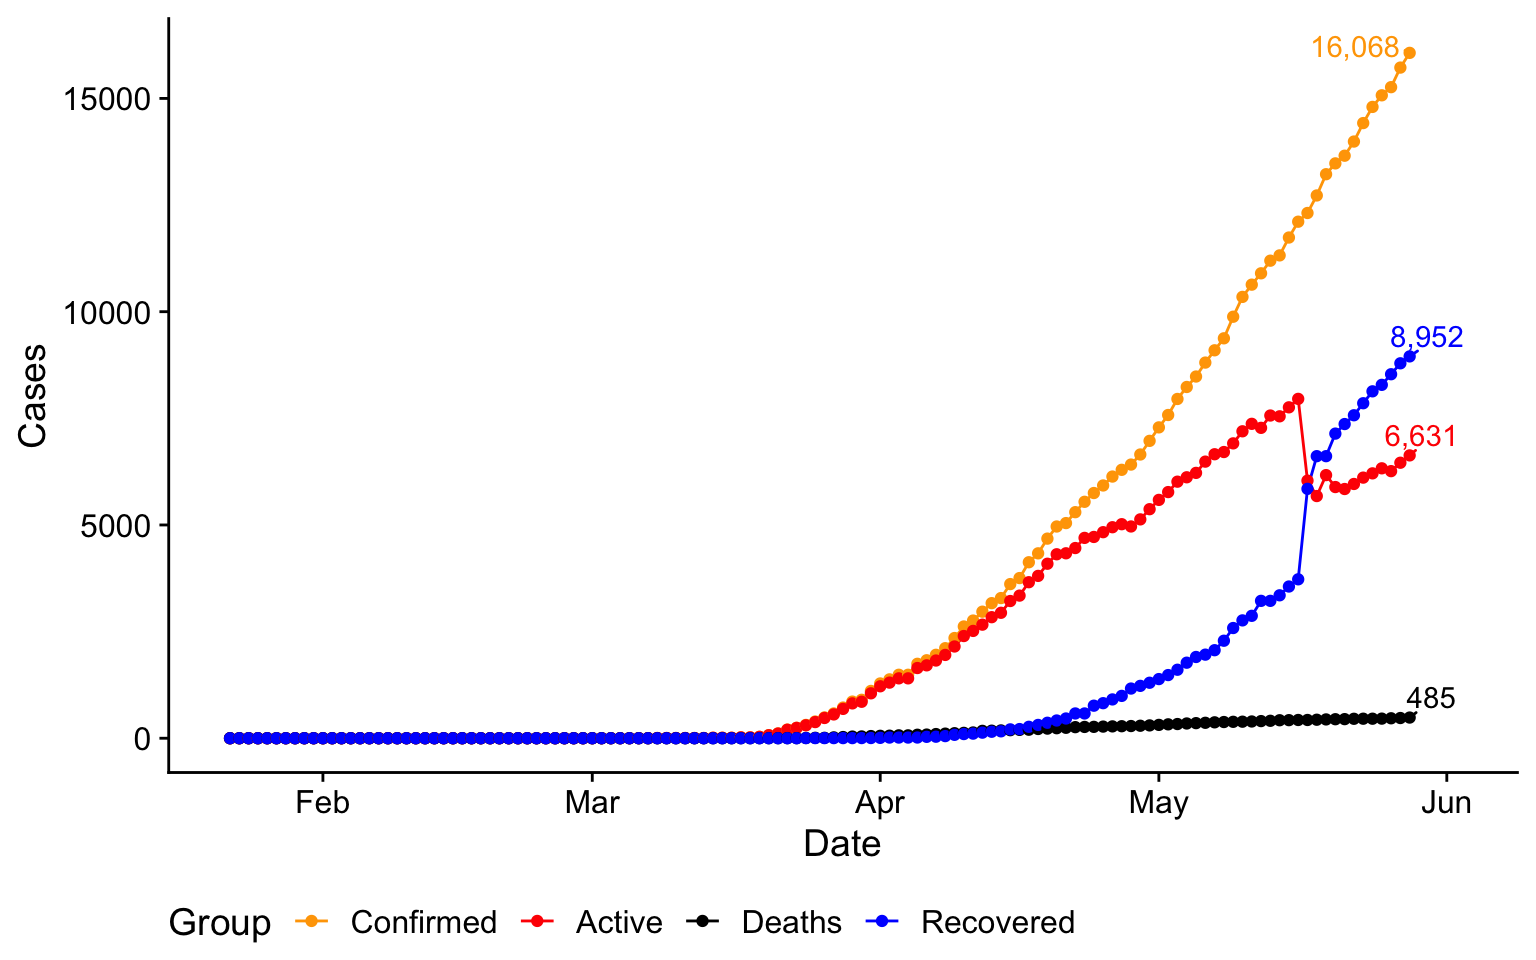 16,068
15000
10000
8,952
6,631
5000
485
0
Cases
Feb Mar Apr May Jun
Date
Group Confirmed Active Deaths Recovered